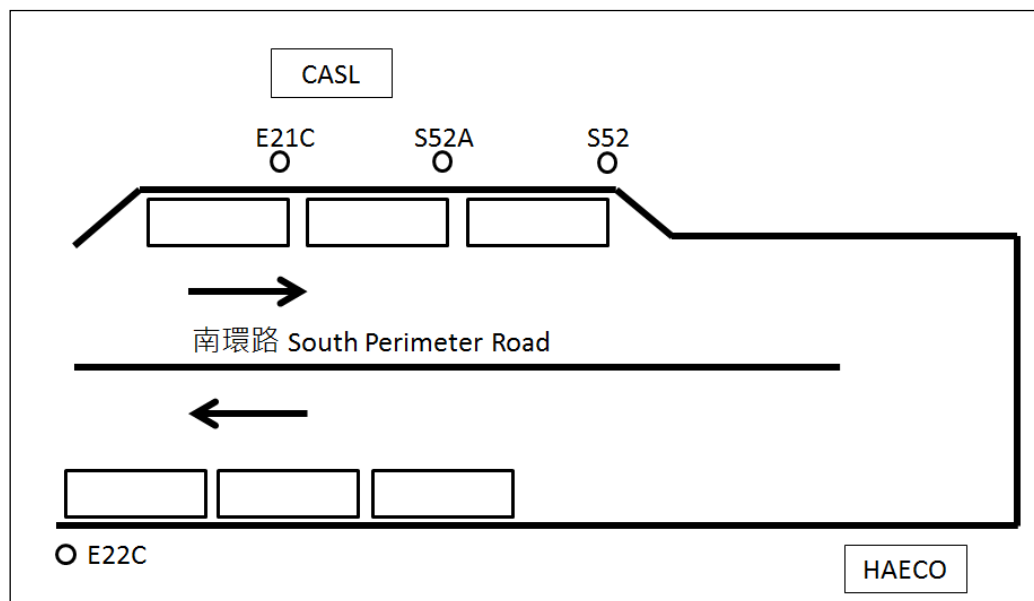 CASL
E21C
S52A
S52
南環路 South Perimeter Road
E22C
HAECO